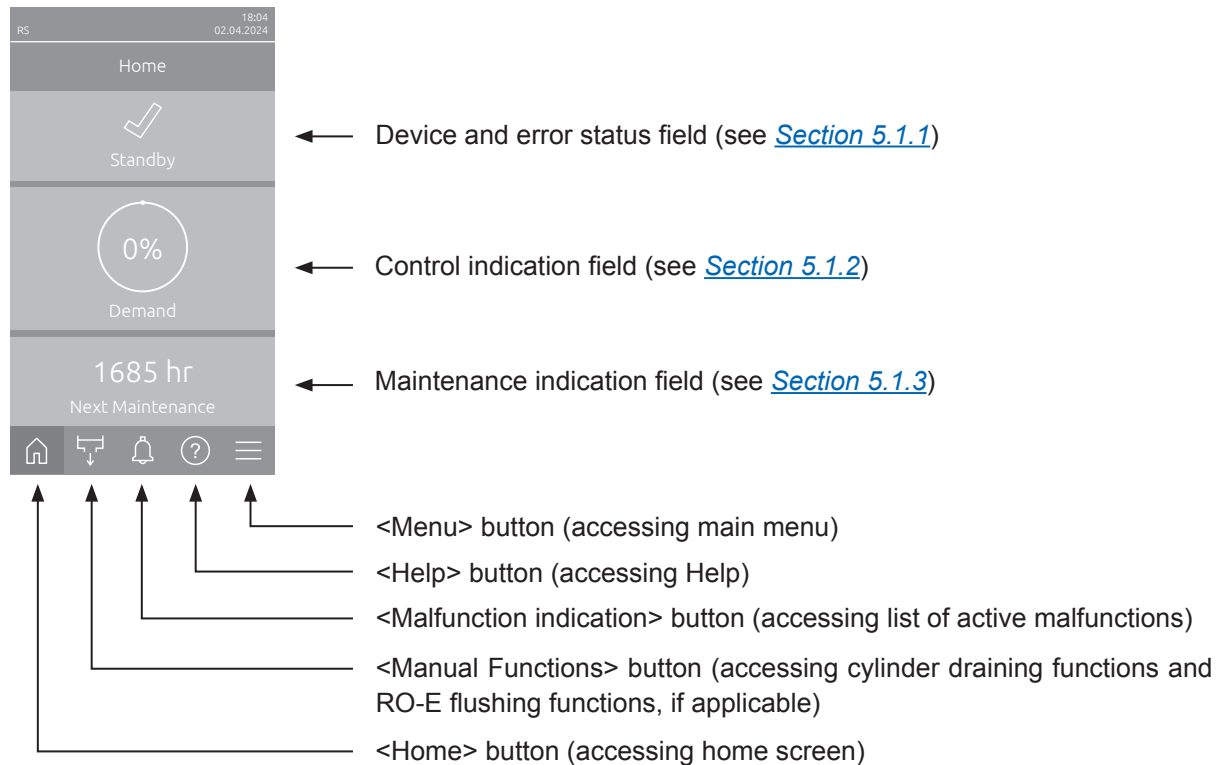 18:04
RS 02.04.2024
Home
Standby
Device and error status field (see Section 5.1.1)
0%
Demand
Control indication field (see Section 5.1.2)
1685 hr
Next Maintenance
Maintenance indication field (see Section 5.1.3)
?
<Menu> button (accessing main menu)
<Help> button (accessing Help)
<Malfunction indication> button (accessing list of active malfunctions)
<Manual Functions> button (accessing cylinder draining functions and
RO-E flushing functions, if applicable)
<Home> button (accessing home screen)